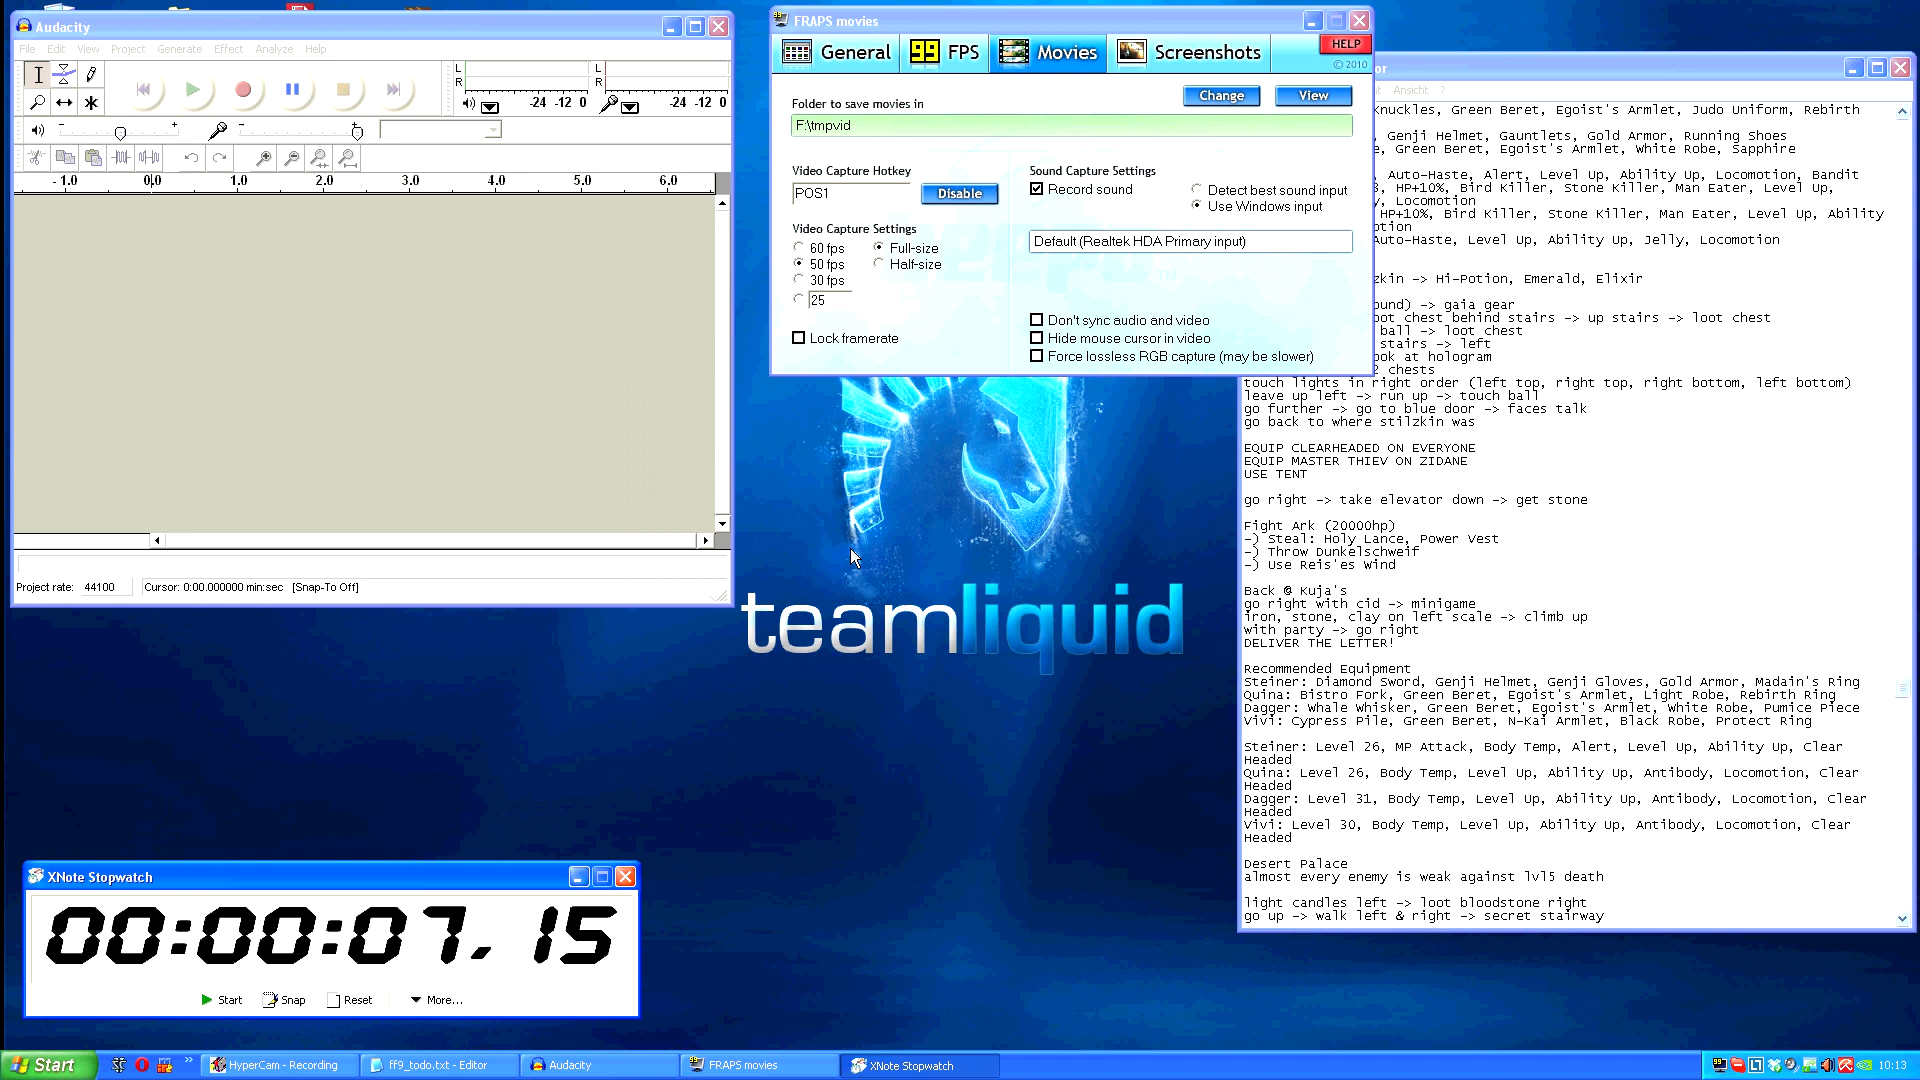 Audacity
File Edit View Project Generate Effect Analyze Help
L
R
-24 -12 0
L
R
-24 -12 0
- 1.0 0.0 1.0 2.0 3.0 4.0 5.0 6.0
Project rate: 44100 Cursor: 0:00.000000 min:sec [Snap-To Off]
FRAPS movies
General 99 FPS Movies Screenshots
HELP
© 2010
Folder to save movies in
Change View
F:\tmpvid
Video Capture Hotkey
POS1 Disable
Video Capture Settings
60 fps Full-size
50 fps Half-size
30 fps
25
Lock framerate
Sound Capture Settings
Record sound
Detect best sound input
Use Windows input
Default (Realtek HDA Primary input)
Don't sync audio and video
Hide mouse cursor in video
Force lossless RGB capture (may be slower)
or
Ansicht ?
knuckles, Green Beret, Egoist's Armlet, Judo Uniform, Rebirth
, Genji Helmet, Gauntlets, Gold Armor, Running Shoes
e, Green Beret, Egoist's Armlet, White Robe, Sapphire
, Auto-Haste, Alert, Level Up, Ability Up, Locomotion, Bandit
, HP+10%, Bird Killer, Stone Killer, Man Eater, Level Up,
y, Locomotion
HP+10%, Bird Killer, Stone Killer, Man Eater, Level Up, Ability
otion
Auto-Haste, Level Up, Ability Up, Jelly, Locomotion
zkin -> Hi-Potion, Emerald, Elixir
und) -> gaia gear
ot chest behind stairs -> up stairs -> loot chest
ball -> loot chest
stairs -> left
ok at hologram
2 chests
touch lights in right order (left top, right top, right bottom, left bottom)
leave up left -> run up -> touch ball
go further -> go to blue door -> faces talk
go back to where stilzkin was
EQUIP CLEARHEADED ON EVERYONE
EQUIP MASTER THIEV ON ZIDANE
USE TENT
go right -> take elevator down -> get stone
Fight Ark (20000hp)
-) Steal: Holy Lance, Power Vest
-) Throw Dunkelschweif
-) Use Reis'es Wind
Back @ Kuja's
go right with cid -> minigame
iron, stone, clay on left scale -> climb up
with party -> go right
DELIVER THE LETTER!
Recommended Equipment
Steiner: Diamond Sword, Genji Helmet, Genji Gloves, Gold Armor, Madain's Ring
Quina: Bistro Fork, Green Beret, Egoist's Armlet, Light Robe, Rebirth Ring
Dagger: Whale Whisker, Green Beret, Egoist's Armlet, White Robe, Pumice Piece
Vivi: Cypress Pile, Green Beret, N-Kai Armlet, Black Robe, Protect Ring
Steiner: Level 26, MP Attack, Body Temp, Alert, Level Up, Ability Up, Clear
Headed
Quina: Level 26, Body Temp, Level Up, Ability Up, Antibody, Locomotion, Clear
Headed
Dagger: Level 31, Body Temp, Level Up, Ability Up, Antibody, Locomotion, Clear
Headed
Vivi: Level 30, Body Temp, Level Up, Ability Up, Antibody, Locomotion, Clear
Headed
Desert Palace
almost every enemy is weak against lvl5 death
light candles left -> loot bloodstone right
go up -> walk left & right -> secret stairway
teamliquid
XNote Stopwatch
00:00:07.15
Start Snap Reset More...
Start HyperCam - Recording ff9_todo.txt - Editor Audacity FRAPS movies XNote Stopwatch 10:13